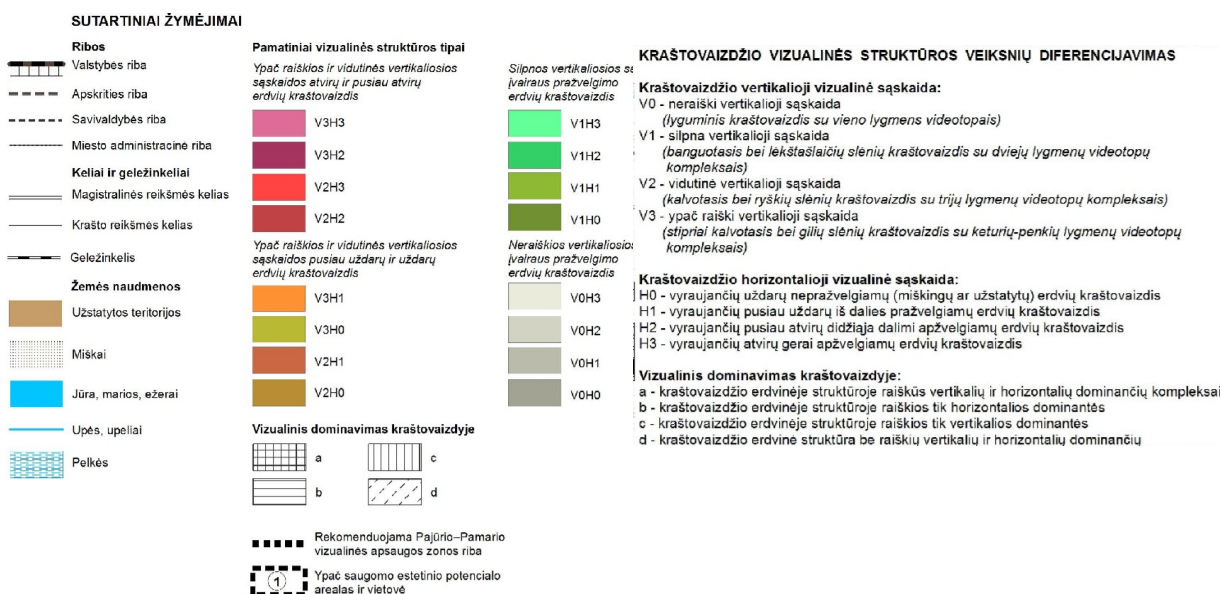 SUTARTINIAI ŽYMĖJIMAI
Ribos
Valstybės riba
Apskrities riba
Savivaldybės riba
Miesto administracinė riba
Keliai ir geležinkeliai
Magistralinės reikšmės kelias
Krašto reikšmės kelias
Geležinkelis
Žemės naudmenos
Užstatytos teritorijos
Miškai
Jūra, marios, ežerai
Upės, upeliai
Pelkės
Pamatiniai vizualinės struktūros tipai
Ypač raiškios ir vidutinės vertikaliosios
sąskaidos atvirų ir pusiau atvirų
erdvių kraštovaizdis
V3H3
V3H2
V2H3
V2H2
Ypač raiškios ir vidutinės vertikaliosios
sąskaidos pusiau uždarų ir uždarų
erdvių kraštovaizdis
V3H1
V3H0
V2H1
V2H0
Silpnos vertikaliosios
įvairaus pražvelgimo
erdvių kraštovaizdis
V1H3
V1H2
V1H1
V1H0
Neraiškios vertikaliosios
įvairaus pražvelgimo
erdvių kraštovaizdis
V0H3
V0H2
V0H1
V0H0
Vizualinis dominavimas kraštovaizdyje
a
c
b
d
Rekomenduojama Pajūrio–Pamario
vizualinės apsaugos zonos riba
1
Ypač saugomo estetinio potencialo
arealas ir vietovė
KRAŠTOVAIZDŽIO VIZUALINĖS STRUKTŪROS VEIKSNIŲ DIFERENCIJAVIMAS
Kraštovaizdžio vertikalioji vizualinė sąskaida:
V0 - neraiški vertikalioji sąskaida
(lyguminis kraštovaizdis su vieno lygmens videotopais)
V1 - silpna vertikalioji sąskaida
(banguotasis bei lėkštašlaičių slėnių kraštovaizdis su dviejų lygmenų videotopų
kompleksais)
V2 - vidutinė vertikalioji sąskaida
(kalvotasis bei ryškių slėnių kraštovaizdis su trijų lygmenų videotopų kompleksais)
V3 - ypač raiški vertikalioji sąskaida
(stipriai kalvotasis bei gilių slėnių kraštovaizdis su keturių-penkių lygmenų videotopų
kompleksais)
Kraštovaizdžio horizontalioji vizualinė sąskaida:
H0 - vyraujančių uždarų nepražvelgiamų (miškingų ar užstatytų) erdvių kraštovaizdis
H1 - vyraujančių pusiau uždarų iš dalies pražvelgiamų erdvių kraštovaizdis
H2 - vyraujančių pusiau atvirų didžiąja dalimi apžvelgiamų erdvių kraštovaizdis
H3 - vyraujančių atvirų gerai apžvelgiamų erdvių kraštovaizdis
Vizualinis dominavimas kraštovaizdyje:
a - kraštovaizdžio erdvinėje struktūroje raiškūs vertikalių ir horizontalių dominančių kompleksai
b - kraštovaizdžio erdvinėje struktūroje raiškios tik horizontalios dominantės
c - kraštovaizdžio erdvinėje struktūroje raiškios tik vertikalios dominantės
d - kraštovaizdžio erdvinė struktūra be raiškių vertikalių ir horizontalių dominančių